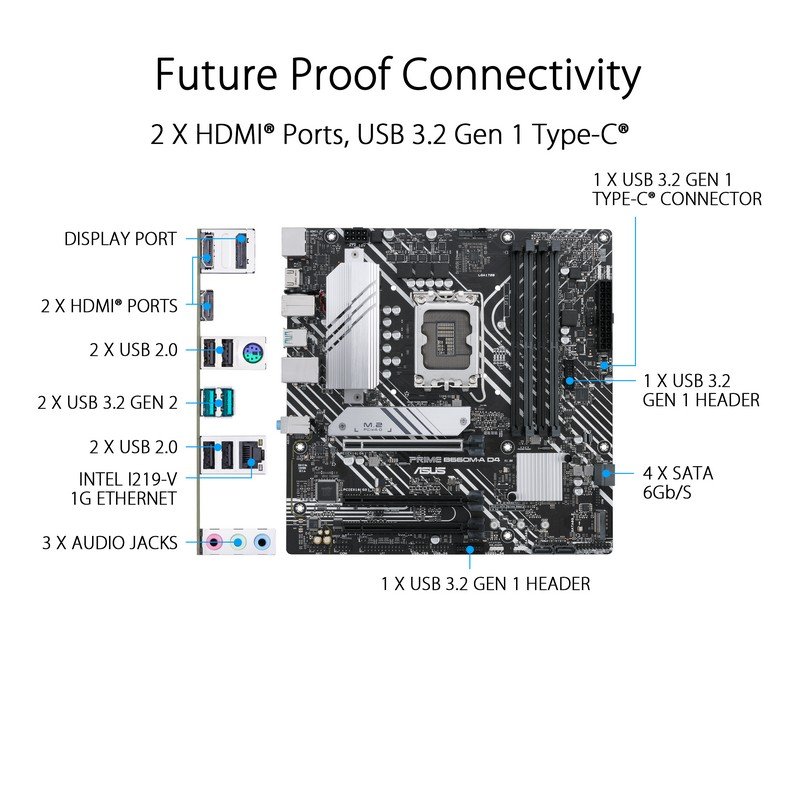 Future Proof Connectivity
2 X HDMI® Ports, USB 3.2 Gen 1 Type-C®
1 X USB 3.2 GEN 1
TYPE-C® CONNECTOR
DISPLAY PORT
2 X HDMI® PORTS
2 X USB 2.0
2 X USB 3.2 GEN 2
2 X USB 2.0
INTEL I219-V
1G ETHERNET
3 X AUDIO JACKS
1 X USB 3.2
GEN 1 HEADER
4 X SATA
6Gb/S
1 X USB 3.2 GEN 1 HEADER
LGA1700
M.2
PCIe4.0
PRIME B660M-A D4
ASUS